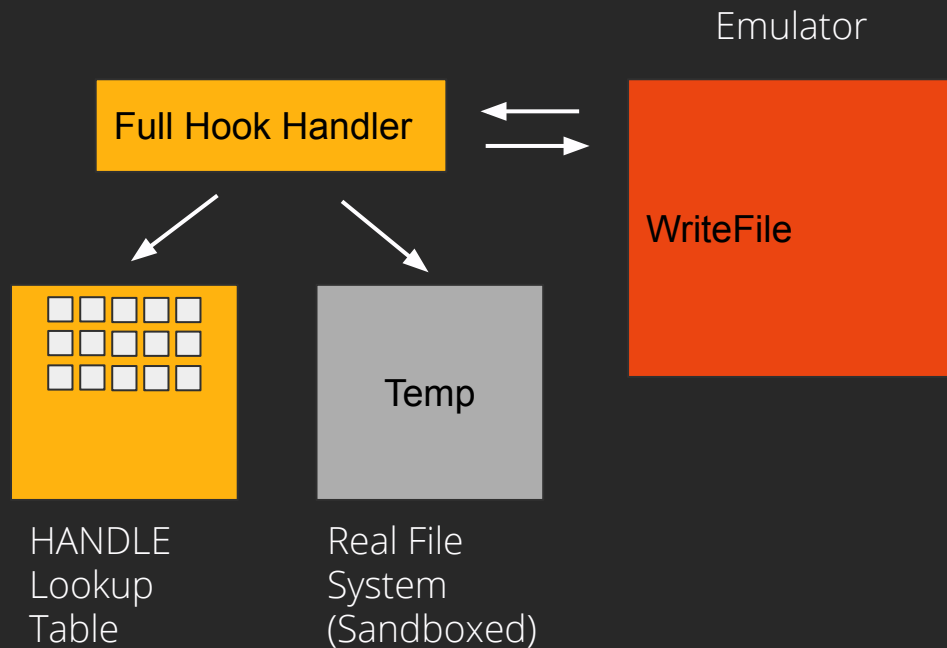 Emulator
Full Hook Handler
WriteFile
Temp
HANDLE
Lookup
Table
Real File
System
(Sandboxed)